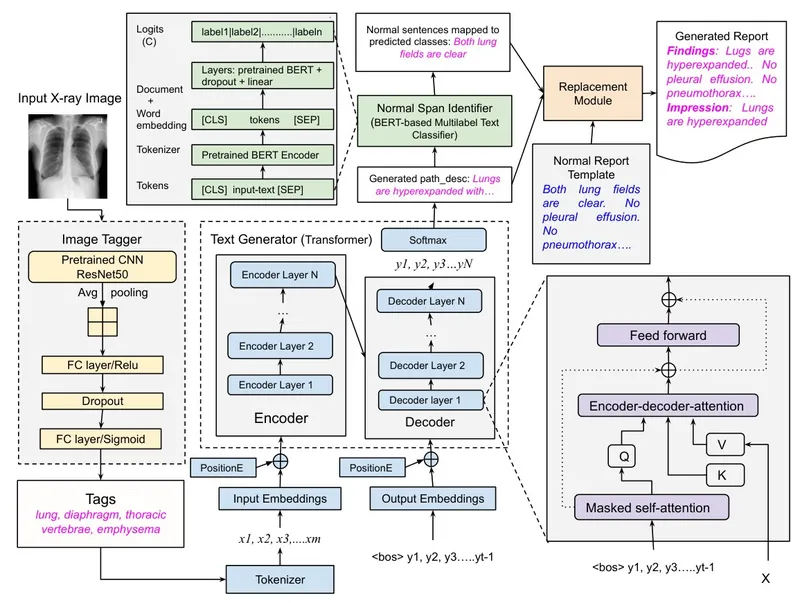 Logits
(C)
label1|label2|...........|labeln
Layers: pretrained BERT +
dropout + linear
Document
+
Word
embedding
[CLS] tokens [SEP]
Tokenizer
Pretrained BERT Encoder
Tokens
[CLS] input-text [SEP]
Normal sentences mapped to
predicted classes: Both lung
fields are clear
Normal Span Identifier
(BERT-based Multilabel Text
Classifier)
Generated path_desc: Lungs
are hyperexpanded with…
Replacement
Module
Generated Report
Findings: Lugs are
hyperexpanded.. No
pleural effusion. No
pneumothorax….
Impression: Lungs
are hyperexpanded
Normal Report
Template
Both lung fields
are clear. No
pleural effusion.
No
pneumothorax….
Input X-ray Image
Image Tagger
Pretrained CNN
ResNet50
Avg pooling
FC layer/Relu
Dropout
FC layer/Sigmoid
Tags
lung, diaphragm, thoracic
vertebrae, emphysema
Text Generator (Transformer)
Softmax
y1, y2, y3…yN
Encoder Layer N
…
Encoder Layer 2
Encoder Layer 1
Encoder
Decoder Layer N
…
Decoder Layer 2
Decoder layer 1
Decoder
PositionE
PositionE
Input Embeddings
Output Embeddings
x1, x2, x3,....xm
<bos> y1, y2, y3…..yt-1
Tokenizer
Feed forward
Encoder-decoder-attention
Q
V
K
Masked self-attention
<bos> y1, y2, y3…..yt-1
X